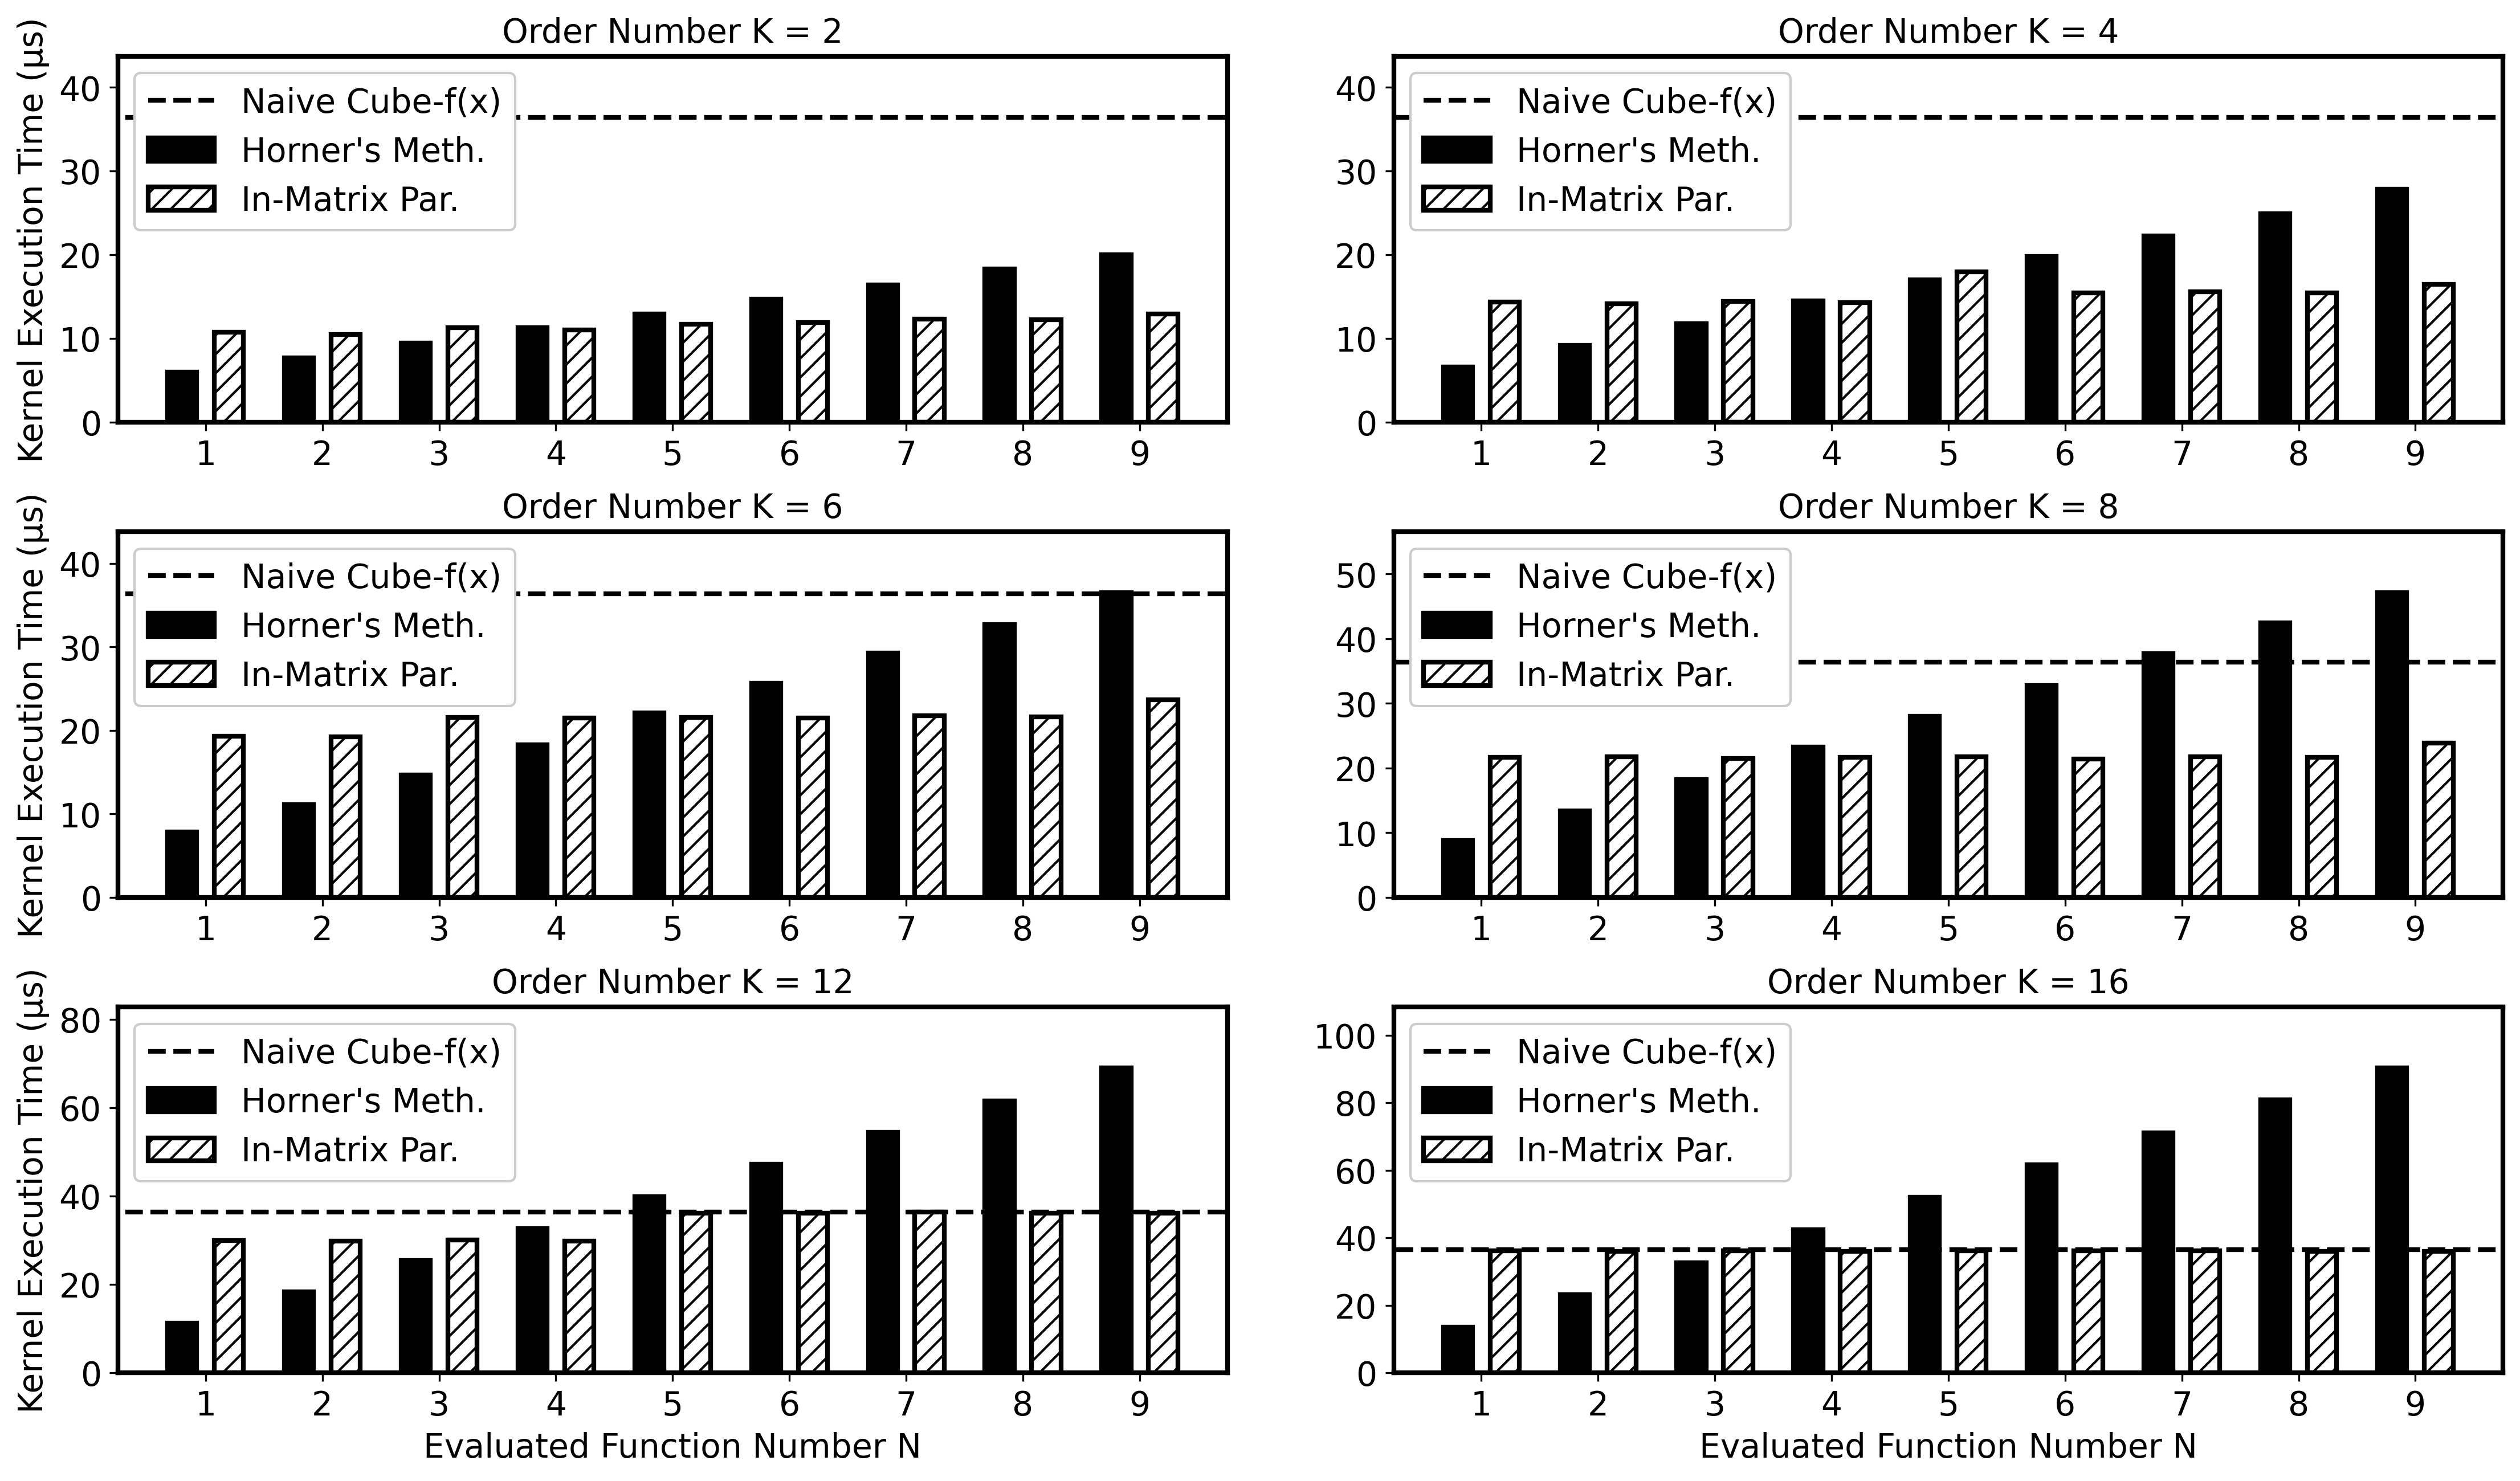 Order Number K = 2
Kernel Execution Time (μs)
40
30
20
10
0
Naive Cube-f(x)
Horner's Meth.
In-Matrix Par.
1 2 3 4 5 6 7 8 9
Order Number K = 4
40
30
20
10
0
Naive Cube-f(x)
Horner's Meth.
In-Matrix Par.
1 2 3 4 5 6 7 8 9
Order Number K = 6
Kernel Execution Time (μs)
40
30
20
10
0
Naive Cube-f(x)
Horner's Meth.
In-Matrix Par.
1 2 3 4 5 6 7 8 9
Order Number K = 8
50
40
30
20
10
0
Naive Cube-f(x)
Horner's Meth.
In-Matrix Par.
1 2 3 4 5 6 7 8 9
Order Number K = 12
Kernel Execution Time (μs)
80
60
40
20
0
Naive Cube-f(x)
Horner's Meth.
In-Matrix Par.
1 2 3 4 5 6 7 8 9
Evaluated Function Number N
Order Number K = 16
100
80
60
40
20
0
Naive Cube-f(x)
Horner's Meth.
In-Matrix Par.
1 2 3 4 5 6 7 8 9
Evaluated Function Number N